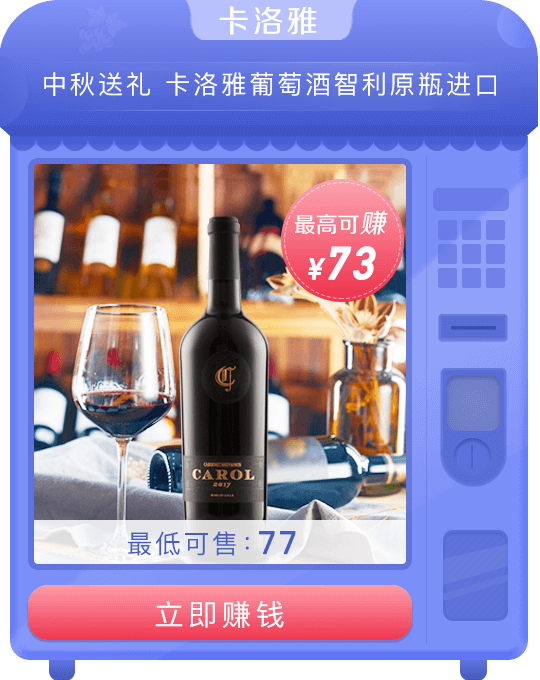 卡洛雅
中秋送礼 卡洛雅葡萄酒智利原瓶进口
最高可赚
¥73
CABERNET SAUVIGNON
CAROL
2017
最低可售：77
立即赚钱